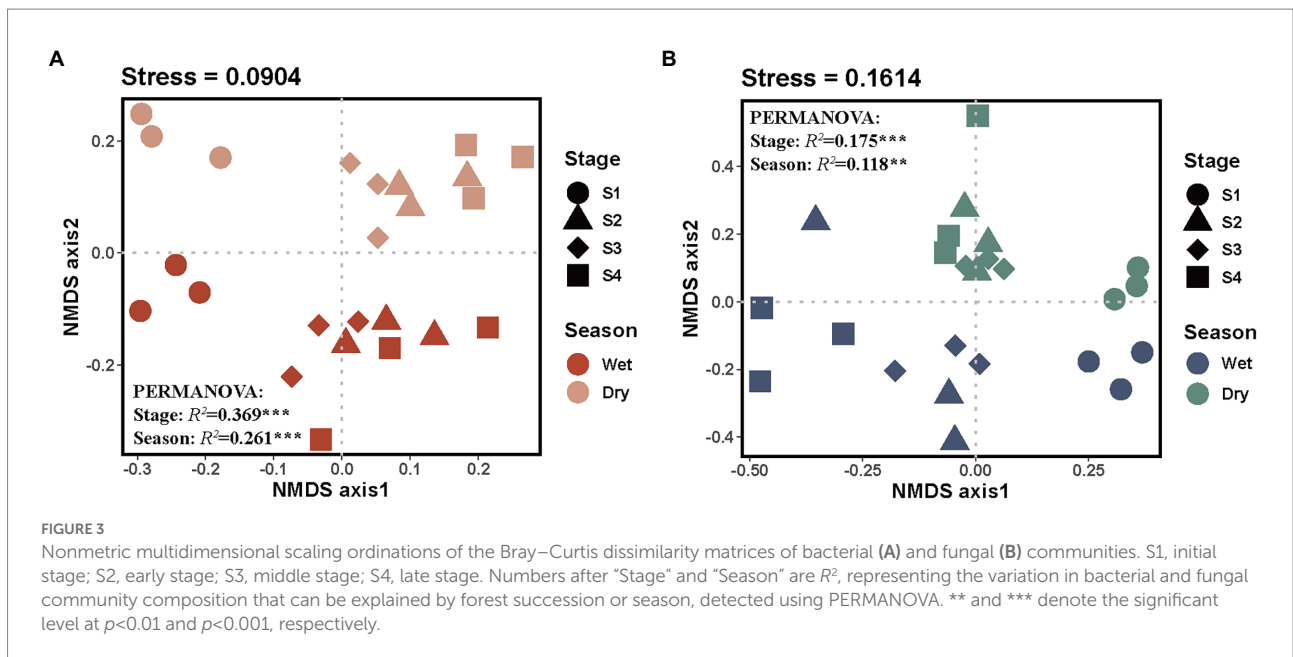 A
Stress = 0.0904
0.2
0.0
-0.2
NMDS axis2
PERMANOVA:
Stage: R²=0.369***
Season: R²=0.261***
-0.3
-0.2
-0.1
0.0
0.1
0.2
NMDS axis1
Stage
S1
S2
S3
S4
Season
Wet
Dry
B
Stress = 0.1614
PERMANOVA:
Stage: R²=0.175***
Season: R²=0.118**
0.4
0.2
0.0
-0.2
-0.4
NMDS axis2
-0.50
-0.25
0.00
0.25
NMDS axis1
Stage
S1
S2
S3
S4
Season
Wet
Dry
FIGURE 3
Nonmetric multidimensional scaling ordinations of the Bray–Curtis dissimilarity matrices of bacterial (A) and fungal (B) communities. S1, initial
stage; S2, early stage; S3, middle stage; S4, late stage. Numbers after “Stage” and “Season” are R², representing the variation in bacterial and fungal
community composition that can be explained by forest succession or season, detected using PERMANOVA. ** and *** denote the significant
level at p<0.01 and p<0.001, respectively.